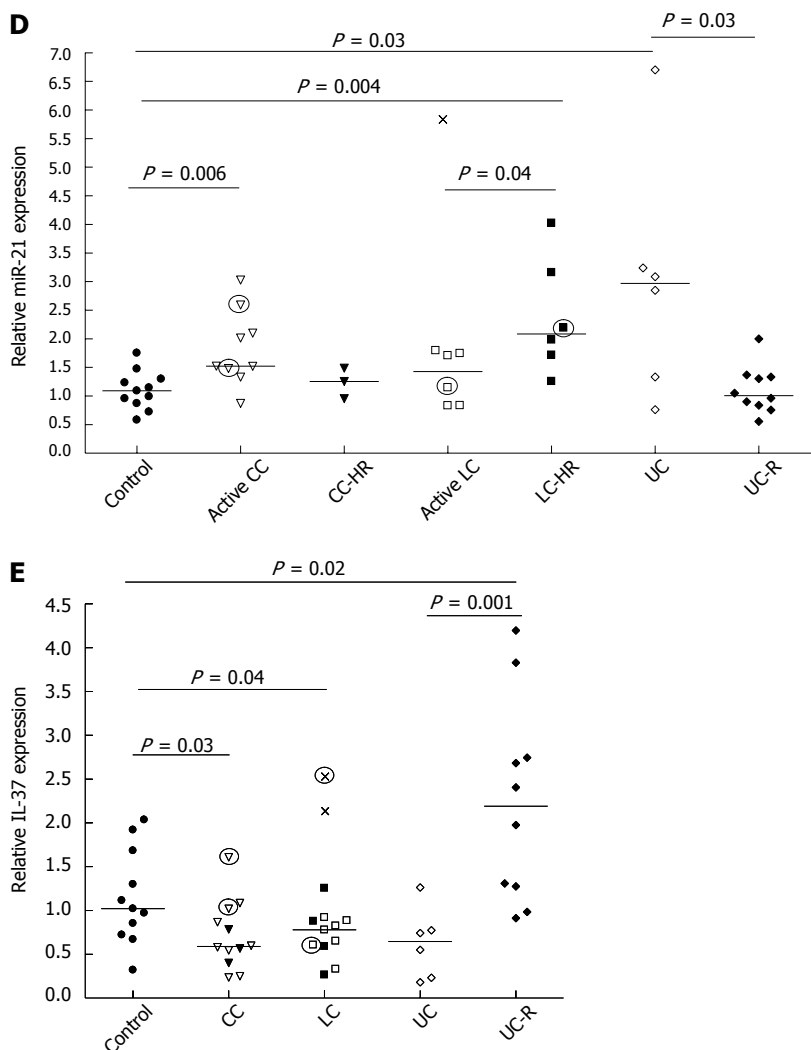 D
P = 0.03
P = 0.03
P = 0.004
P = 0.006
P = 0.04
Relative miR-21 expression
7.0
6.5
6.0
5.5
5.0
4.5
4.0
3.5
3.0
2.5
2.0
1.5
1.0
0.5
0.0
Control
Active CC
CC-HR
Active LC
LC-HR
UC
UC-R
E
P = 0.02
P = 0.001
P = 0.04
P = 0.03
Relative IL-37 expression
4.5
4.0
3.5
3.0
2.5
2.0
1.5
1.0
0.5
0.0
Control
CC
LC
UC
UC-R